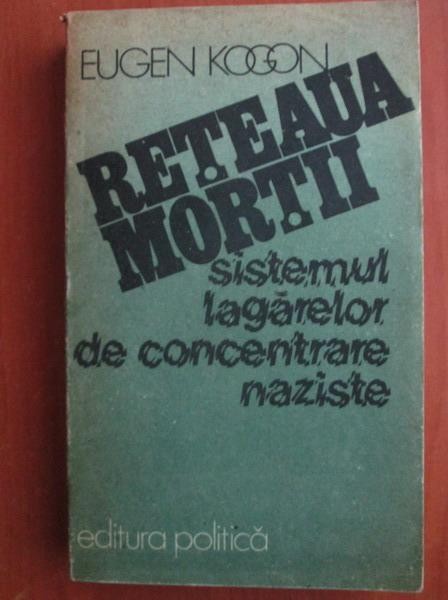 EUGEN KOGON
REȚEAUA
MORȚII
sistemul
lagărelor
de concentrare
naziste
editura politică